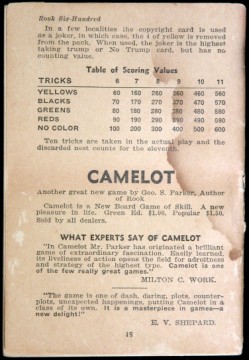 Rook Six-Hundred
In a few localities the copyright card is used
as a joker, in which case, the 1 of yellow is removed
from the pack. When used, the joker is the highest
taking trump or No Trump card, but has no
counting value.
Table of Scoring Values
TRICKS 6 7 8 9 10 11
YELLOWS 60 160 260 360 460 560
BLACKS 70 170 270 370 470 570
GREENS 80 180 280 380 480 580
REDS 90 190 290 390 490 590
NO COLOR 100 200 300 400 500 600
Ten tricks are taken in the actual play and the
discarded nest counts for the eleventh.
CAMELOT
Another great new game by Geo. S. Parker, Author
of Rook
Camelot is a New Board Game of Skill. A new
pleasure in life. Green Ed. $1.00. Popular $1.50.
Sold by all dealers.
WHAT EXPERTS SAY OF CAMELOT
"In Camelot Mr. Parker has originated a brilliant
game of extraordinary fascination. Easily learned,
its liveliness of action opens the field for adroitness
and strategy of the highest type. Camelot is one
of the few really great games."
MILTON C. WORK.
"The game is one of dash, daring, plots, counter-
plots, unexpected happenings, putting Camelot in a
class of its own. It is a masterpiece in games—a
new delight!"
E. V. SHEPARD.
15